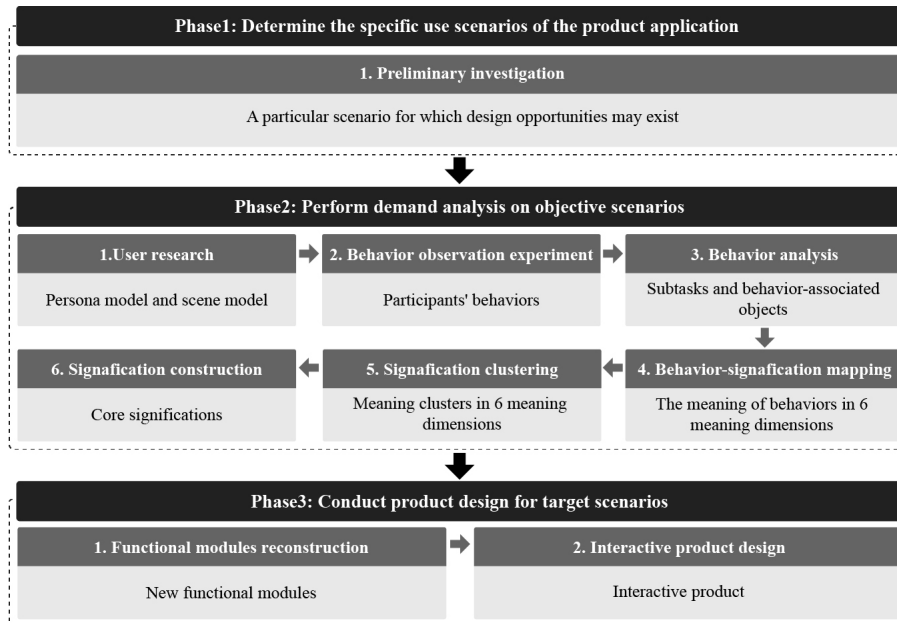 Phase1: Determine the specific use scenarios of the product application
1. Preliminary investigation
A particular scenario for which design opportunities may exist
Phase2: Perform demand analysis on objective scenarios
1.User research
Persona model and scene model
2. Behavior observation experiment
Participants' behaviors
3. Behavior analysis
Subtasks and behavior-associated
objects
4. Behavior-signafication mapping
The meaning of behaviors in 6
meaning dimensions
5. Signafication clustering
Meaning clusters in 6 meaning
dimensions
6. Signafication construction
Core significations
Phase3: Conduct product design for target scenarios
1. Functional modules reconstruction
New functional modules
2. Interactive product design
Interactive product